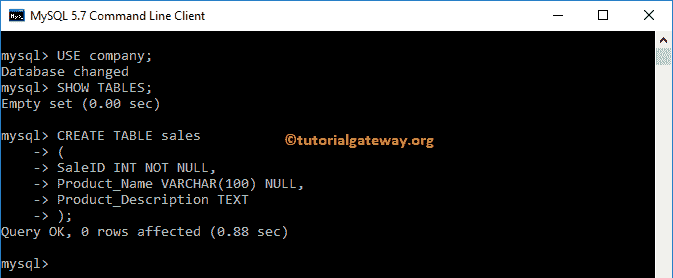 MySQL 5.7 Command Line Client
mysql> USE company;
Database changed
mysql> SHOW TABLES;
Empty set (0.00 sec)
mysql> CREATE TABLE sales
-> (
©tutorialgateway.org
-> SaleID INT NOT NULL,
-> Product_Name VARCHAR(100) NULL,
-> Product_Description TEXT
-> );
Query OK, 0 rows affected (0.88 sec)
mysql>